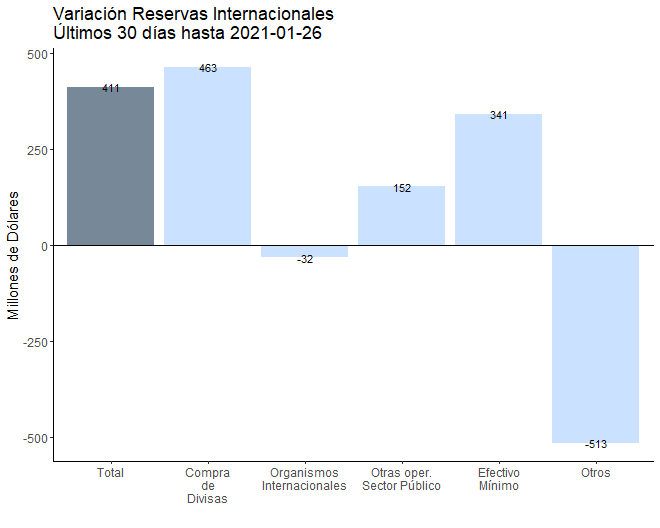 Variación Reservas Internacionales
Últimos 30 días hasta 2021-01-26
Millones de Dólares
500
250
0
-250
-500
411
463
-32
152
341
-513
Total
Compra
de
Divisas
Organismos
Internacionales
Otras oper.
Sector Público
Efectivo
Mínimo
Otros